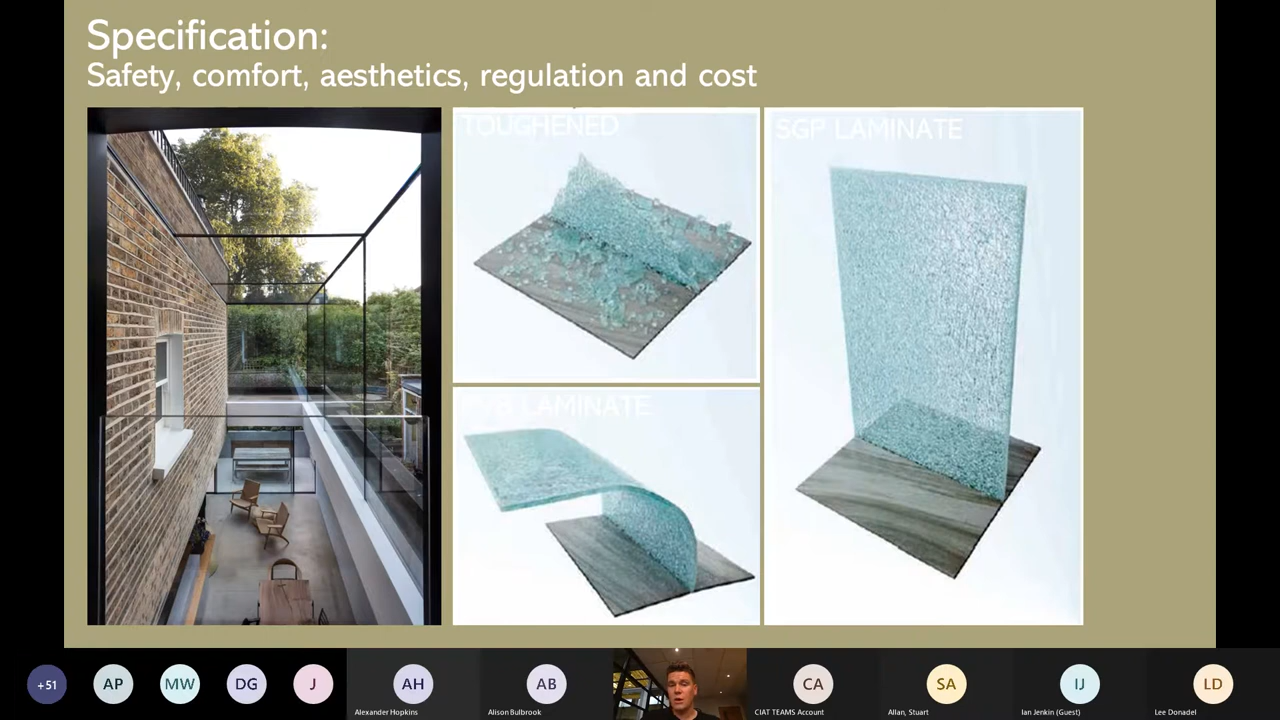 Specification:
Safety, comfort, aesthetics, regulation and cost
TOUGHENED
SGP LAMINATE
LAMINATE
+51
AP
MW
DG
J
AH
AB
CA
SA
IJ
LD
Alexander Hopkins
Alison Bulbrook
CIAT TEAMS Account
Allan, Stuart
Ian Jenkin (Guest)
Lee Donadel